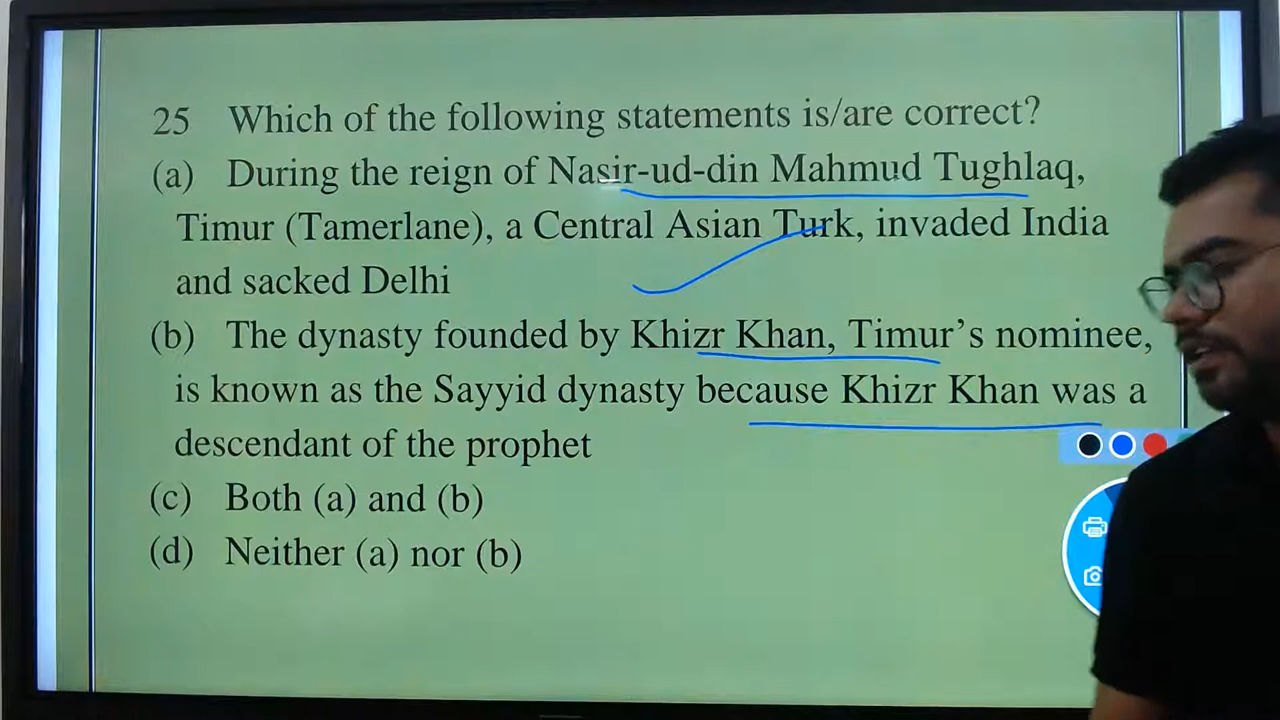 25 Which of the following statements is/are correct?
(a) During the reign of Nasir-ud-din Mahmud Tughlaq,
Timur (Tamerlane), a Central Asian Turk, invaded India
and sacked Delhi
(b) The dynasty founded by Khizr Khan, Timur's nominee,
is known as the Sayyid dynasty because Khizr Khan was a
descendant of the prophet
(c) Both (a) and (b)
(d) Neither (a) nor (b)